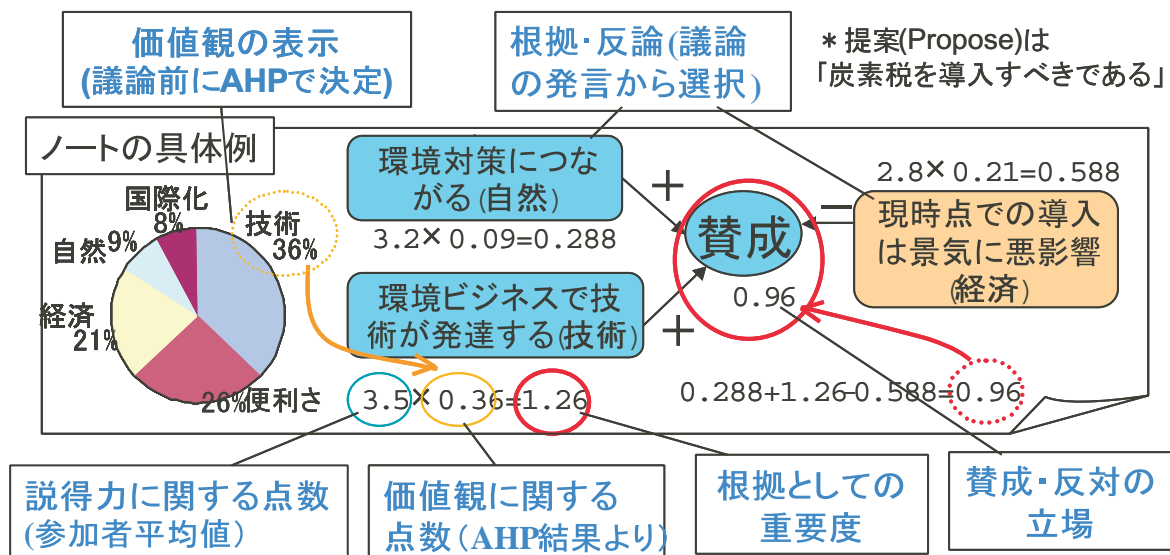 価値観の表示
(議論前にAHPで決定)
根拠・反論(議論
の発言から選択)
＊提案(Propose)は
「炭素税を導入すべきである」
ノートの具体例
国際化
8%
技術
36%
自然
9%
経済
21%
26%
便利さ
環境対策につな
がる(自然)
3.2×0.09=0.288
＋
2.8×0.21=0.588
賛成
0.96
－
現時点での導入
は景気に悪影響
(経済)
環境ビジネスで技
術が発達する(技術)
＋
3.5×0.36=1.26
0.288+1.26-0.588=0.96
説得力に関する点数
(参加者平均値)
価値観に関する
点数(AHP結果より)
根拠としての
重要度
賛成・反対の
立場